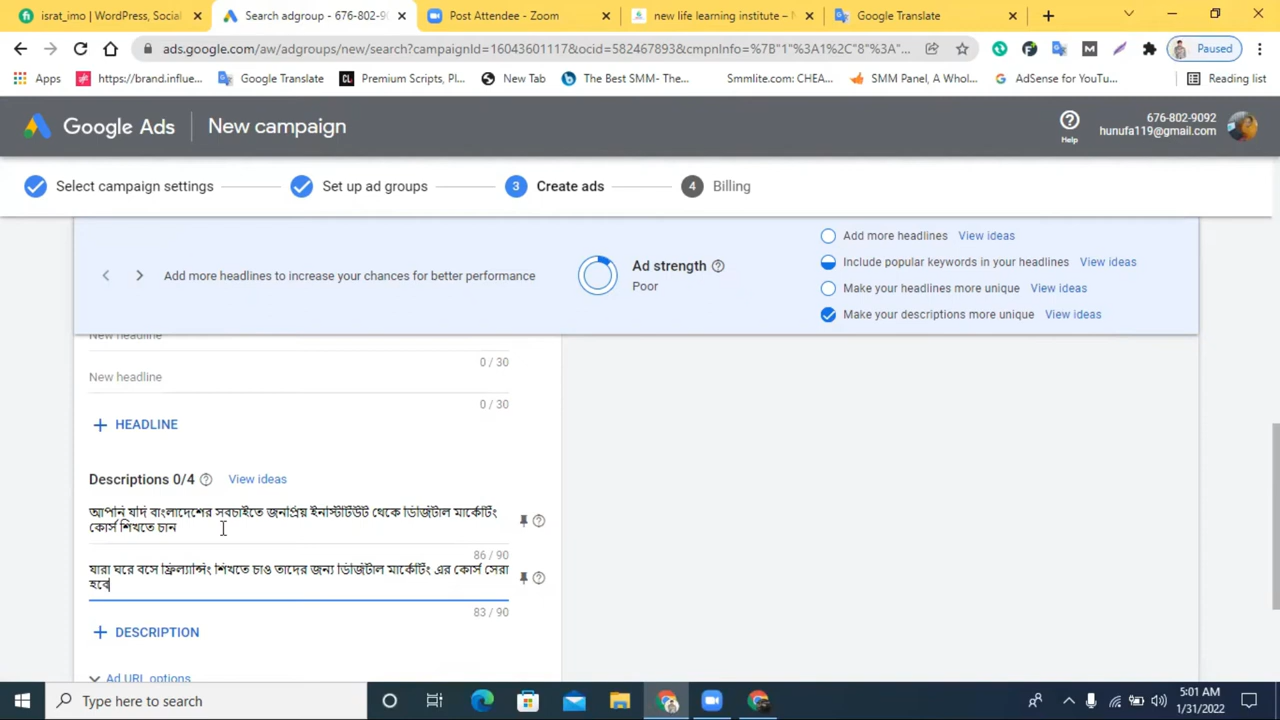 israt_imo | WordPress, Social
Search adgroup - 676-802-9
Post Attendee - Zoom
new life learning institute –
Google Translate
ads.google.com/aw/adgroups/new/search?campaignId=16043601117&ocid=582467893&cmpnInfo=%7B"1"%3A1%2C"8"%3A"...
Paused
Apps
https://brand.influe...
Google Translate
Premium Scripts, Pl...
New Tab
The Best SMM- The...
Smmlite.com: CHEA...
SMM Panel, A Whol...
AdSense for YouTu...
Reading list
Google Ads
New campaign
676-802-9092
hunufa119@gmail.com
Help
Select campaign settings
Set up ad groups
3 Create ads
4 Billing
Add more headlines to increase your chances for better performance
Ad strength
Poor
Add more headlines View ideas
Include popular keywords in your headlines View ideas
Make your headlines more unique View ideas
Make your descriptions more unique View ideas
New headline
0 / 30
New headline
0 / 30
+ HEADLINE
Descriptions 0/4 View ideas
আপনি যদি বাংলাদেশের সবচাইতে জনপ্রিয় ইনস্টিটিউট থেকে ডিজিটাল মার্কেটিং
কোর্স শিখতে চান
86 / 90
যারা ঘরে বসে ফ্রিল্যান্সিং শিখতে চাও তাদের জন্য ডিজিটাল মার্কেটিং এর কোর্স সেরা
হবে
83 / 90
+ DESCRIPTION
Ad URL options
Type here to search
5:01 AM
1/31/2022